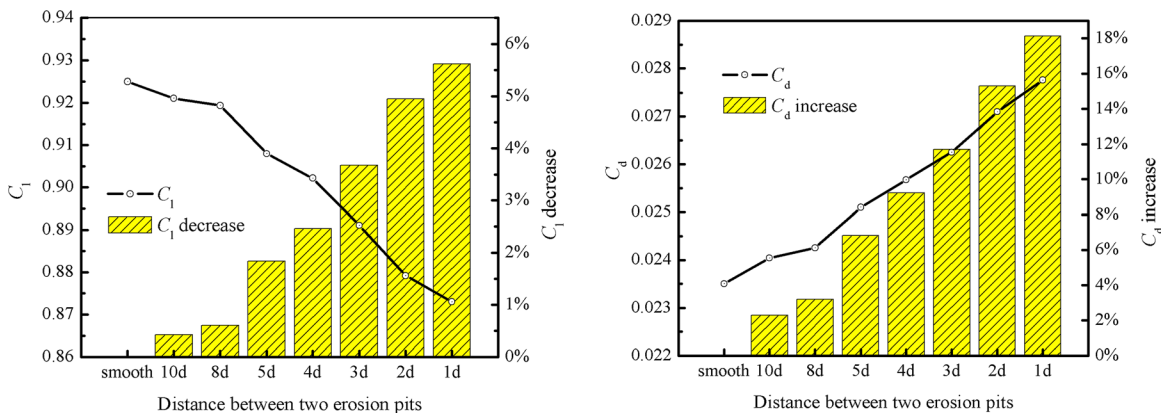 0.94
0.93
0.92
0.91
0.90
0.89
0.88
0.87
0.86
C_l
C_l
C_l decrease
6%
5%
4%
3%
2%
1%
0%
C_l decrease
smooth 10d 8d 5d 4d 3d 2d 1d
Distance between two erosion pits
0.029
0.028
0.027
0.026
0.025
0.024
0.023
0.022
C_d
C_d
C_d increase
18%
16%
14%
12%
10%
8%
6%
4%
2%
0%
C_d increase
smooth 10d 8d 5d 4d 3d 2d 1d
Distance between two erosion pits